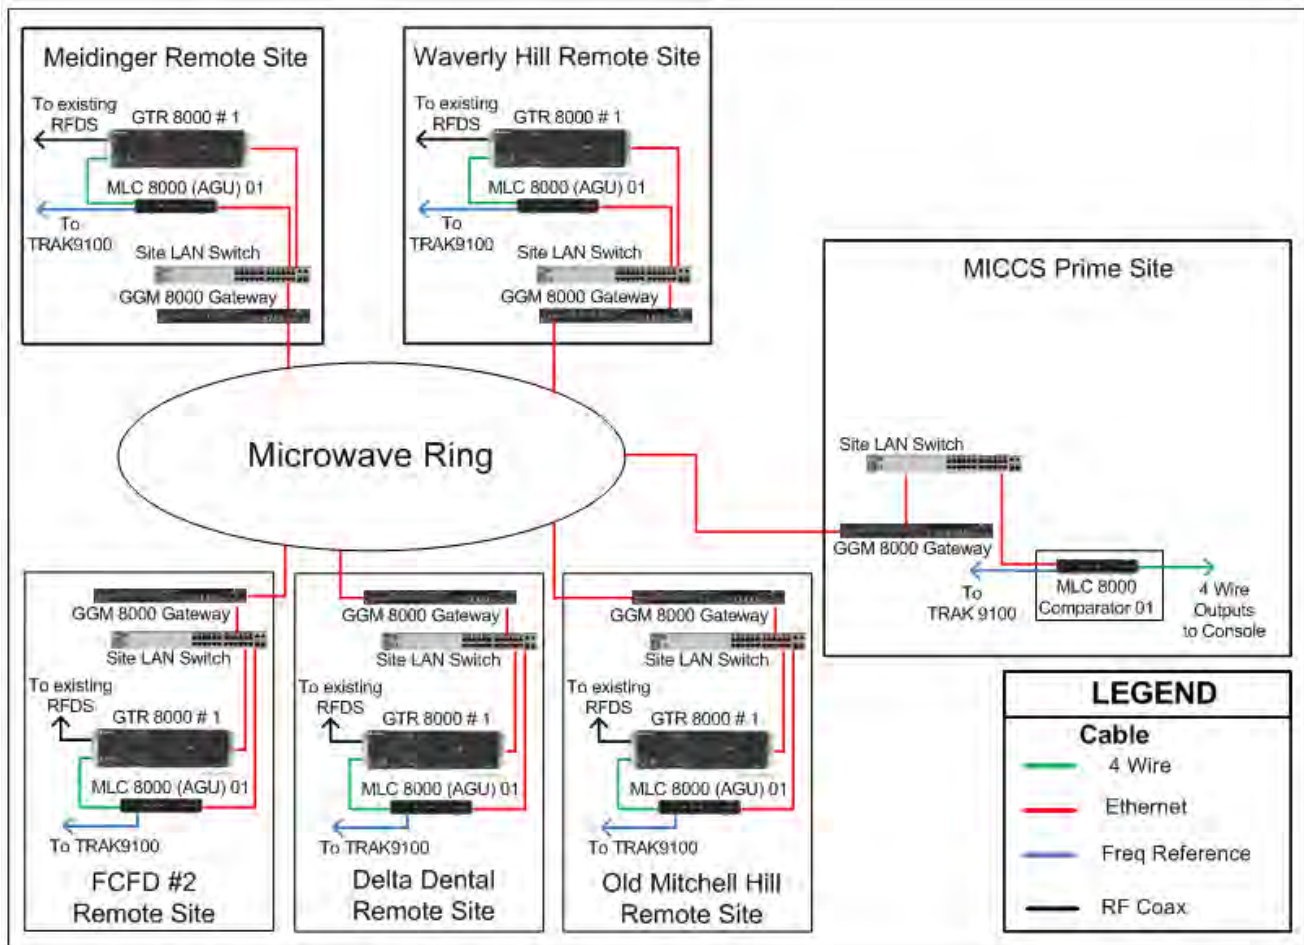 Meidinger Remote Site
To existing
RFDS
GTR 8000 # 1
MLC 8000 (AGU) 01
To
TRAK9100
Site LAN Switch
GGM 8000 Gateway
Waverly Hill Remote Site
To existing
RFDS
GTR 8000 # 1
MLC 8000 (AGU) 01
To
TRAK9100
Site LAN Switch
GGM 8000 Gateway
MICCS Prime Site
Site LAN Switch
GGM 8000 Gateway
To
TRAK 9100
MLC 8000
Comparator 01
4 Wire
Outputs
to Console
Microwave Ring
GGM 8000 Gateway
Site LAN Switch
To existing
RFDS
GTR 8000 # 1
MLC 8000 (AGU) 01
To TRAK9100
FCFD #2
Remote Site
GGM 8000 Gateway
Site LAN Switch
To existing
RFDS
GTR 8000 # 1
MLC 8000 (AGU) 01
To TRAK9100
Delta Dental
Remote Site
GGM 8000 Gateway
Site LAN Switch
To existing
RFDS
GTR 8000 # 1
MLC 8000 (AGU) 01
To TRAK9100
Old Mitchell Hill
Remote Site
LEGEND
Cable
4 Wire
Ethernet
Freq Reference
RF Coax